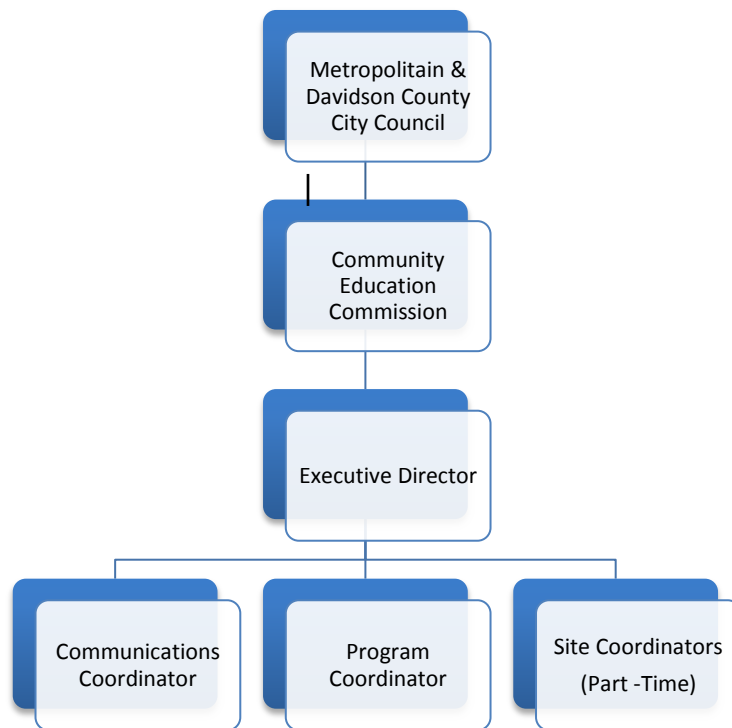 Metropolitain &
Davidson County
City Council
Community
Education
Commission
Executive Director
Communications
Coordinator
Program
Coordinator
Site Coordinators
(Part -Time)